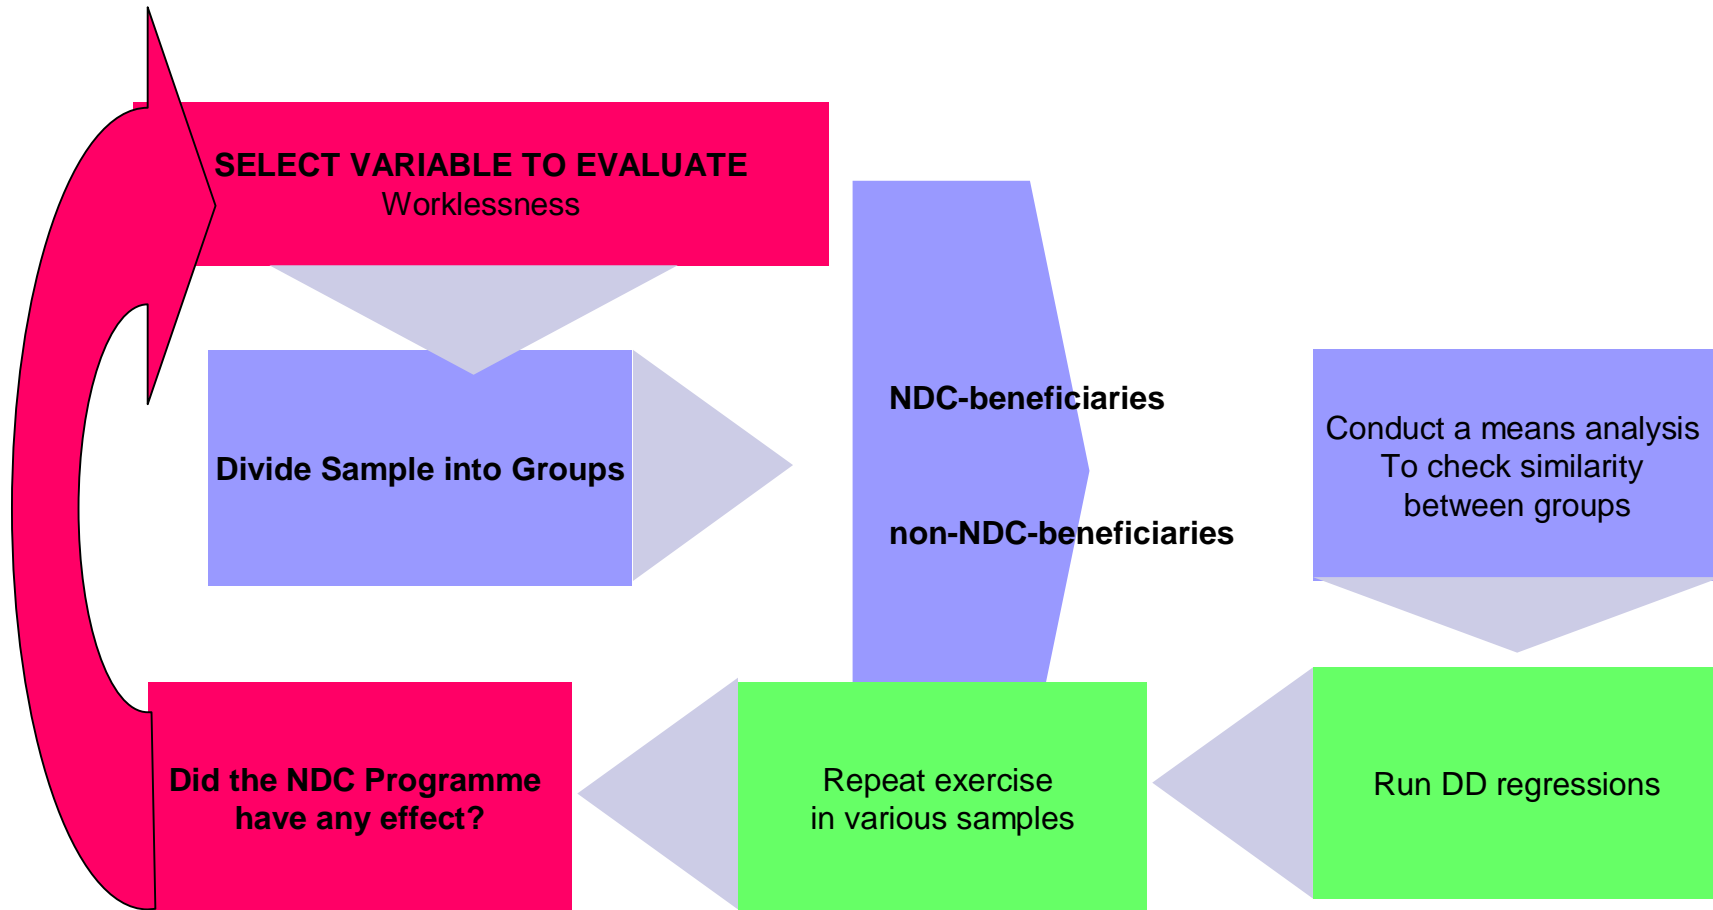 SELECT VARIABLE TO EVALUATE
Worklessness
Divide Sample into Groups
NDC-beneficiaries
non-NDC-beneficiaries
Conduct a means analysis
To check similarity
between groups
Run DD regressions
Repeat exercise
in various samples
Did the NDC Programme
have any effect?